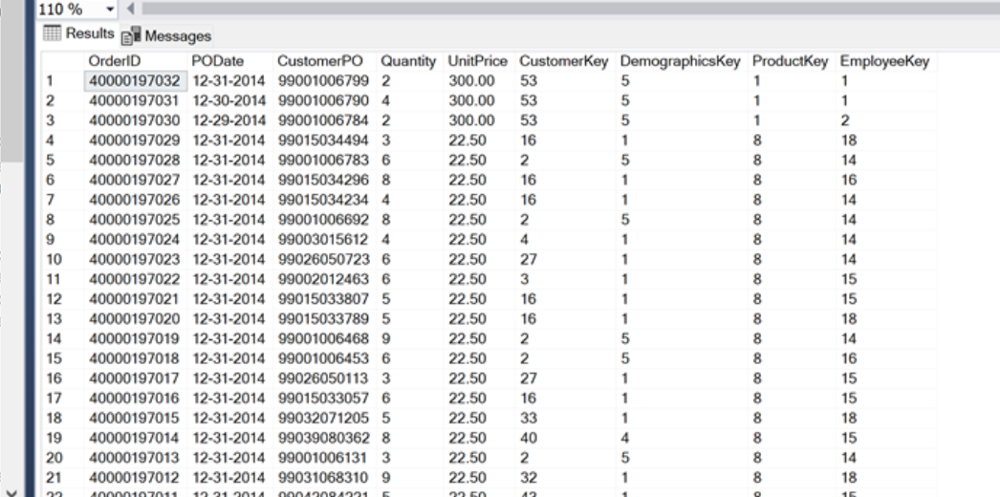 110 %
Results Messages
OrderID PODate CustomerPO Quantity UnitPrice CustomerKey DemographicsKey ProductKey EmployeeKey
1 40000197032 12-31-2014 99001006799 2 300.00 53 5 1 1
2 40000197031 12-30-2014 99001006790 4 300.00 53 5 1 1
3 40000197030 12-29-2014 99001006784 2 300.00 53 5 1 2
4 40000197029 12-31-2014 99015034494 3 22.50 16 1 8 18
5 40000197028 12-31-2014 99001006783 6 22.50 2 5 8 14
6 40000197027 12-31-2014 99015034296 8 22.50 16 1 8 16
7 40000197026 12-31-2014 99015034234 4 22.50 16 1 8 14
8 40000197025 12-31-2014 99001006692 8 22.50 2 5 8 14
9 40000197024 12-31-2014 99003015612 4 22.50 4 1 8 14
10 40000197023 12-31-2014 99026050723 6 22.50 27 1 8 14
11 40000197022 12-31-2014 99002012463 6 22.50 3 1 8 15
12 40000197021 12-31-2014 99015033807 5 22.50 16 1 8 15
13 40000197020 12-31-2014 99015033789 5 22.50 16 1 8 18
14 40000197019 12-31-2014 99001006468 9 22.50 2 5 8 14
15 40000197018 12-31-2014 99001006453 6 22.50 2 5 8 16
16 40000197017 12-31-2014 99026050113 3 22.50 27 1 8 15
17 40000197016 12-31-2014 99015033057 6 22.50 16 1 8 15
18 40000197015 12-31-2014 99032071205 5 22.50 33 1 8 18
19 40000197014 12-31-2014 99039080362 8 22.50 40 4 8 15
20 40000197013 12-31-2014 99001006131 3 22.50 2 5 8 14
21 40000197012 12-31-2014 99031068310 9 22.50 32 1 8 18